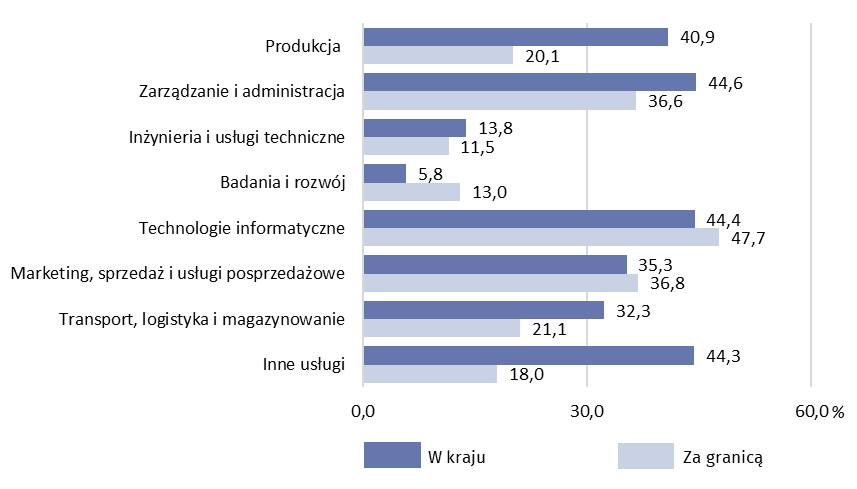 Produkcja
40,9
20,1
Zarządzanie i administracja
44,6
36,6
Inżynieria i usługi techniczne
13,8
11,5
Badania i rozwój
5,8
13,0
Technologie informatyczne
44,4
47,7
Marketing, sprzedaż i usługi posprzedażowe
35,3
36,8
Transport, logistyka i magazynowanie
32,3
21,1
Inne usługi
44,3
18,0
0,0 30,0 60,0 %
W kraju Za granicą